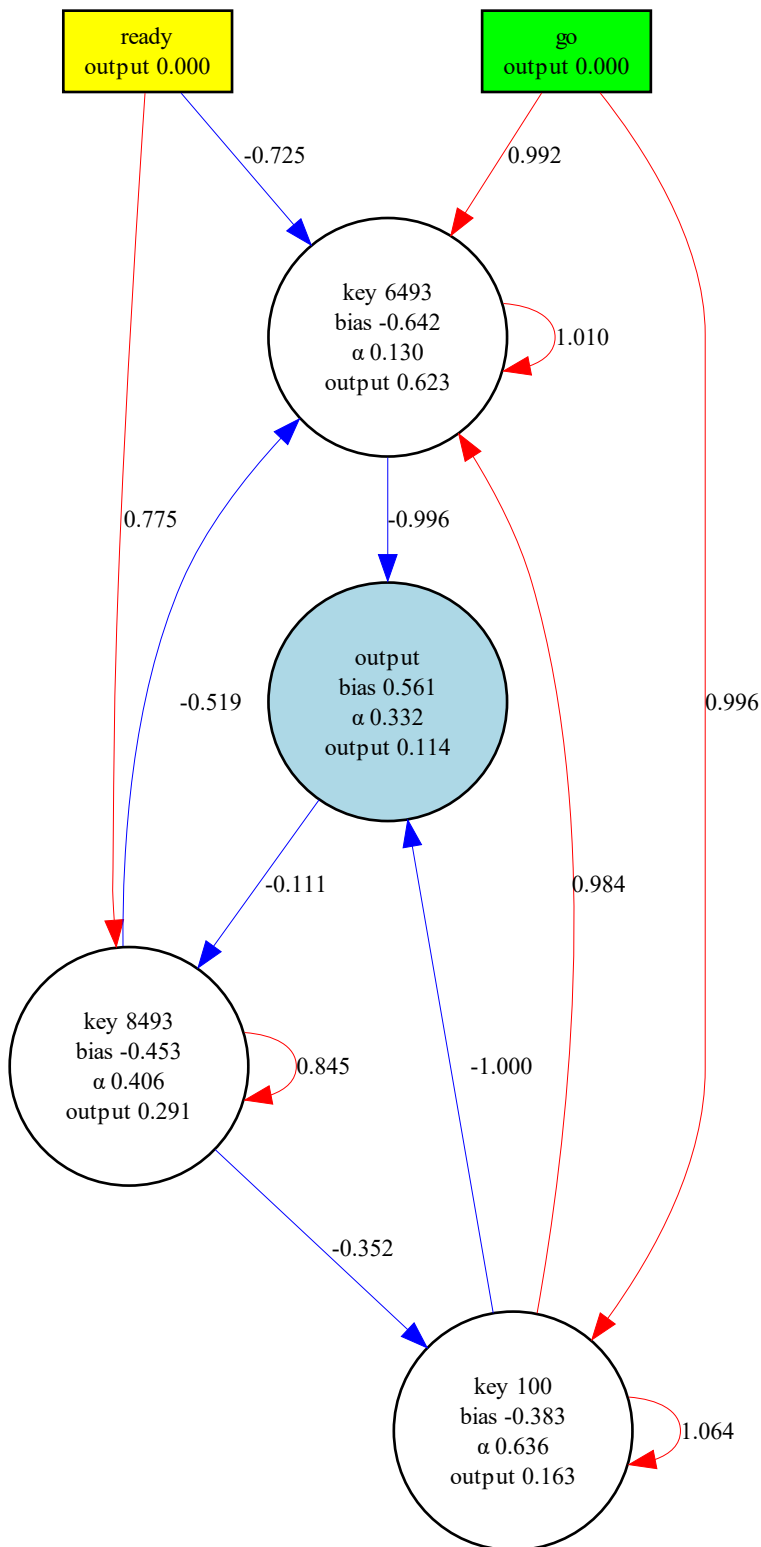 ready
output 0.000
go
output 0.000
-0.725
0.992
key 6493
bias -0.642
α 0.130
output 0.623
1.010
0.775
-0.996
-0.519
output
bias 0.561
α 0.332
output 0.114
0.996
-0.111
0.984
key 8493
bias -0.453
α 0.406
output 0.291
0.845
-1.000
-0.352
key 100
bias -0.383
α 0.636
output 0.163
1.064